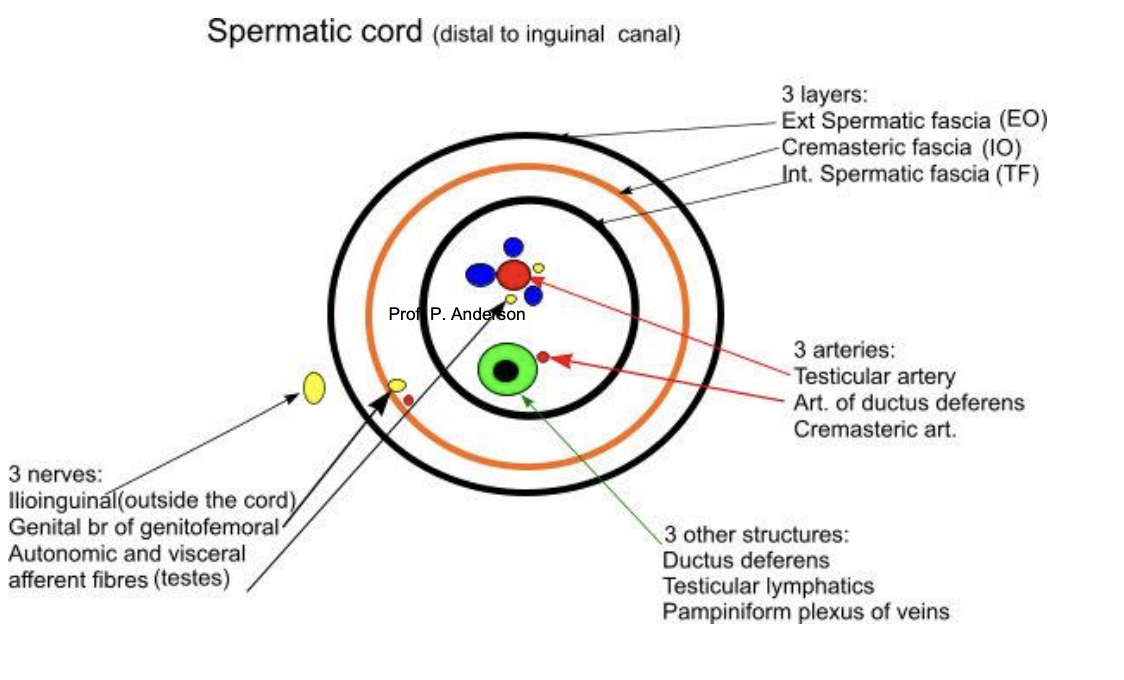 Spermatic cord (distal to inguinal canal)
3 layers:
Ext Spermatic fascia (EO)
Cremasteric fascia (IO)
Int. Spermatic fascia (TF)
Prof. P. Anderson
3 arteries:
Testicular artery
Art. of ductus deferens
Cremasteric art.
3 nerves:
Ilioinguinal(outside the cord)
Genital br of genitofemoral
Autonomic and visceral
afferent fibres (testes)
3 other structures:
Ductus deferens
Testicular lymphatics
Pampiniform plexus of veins